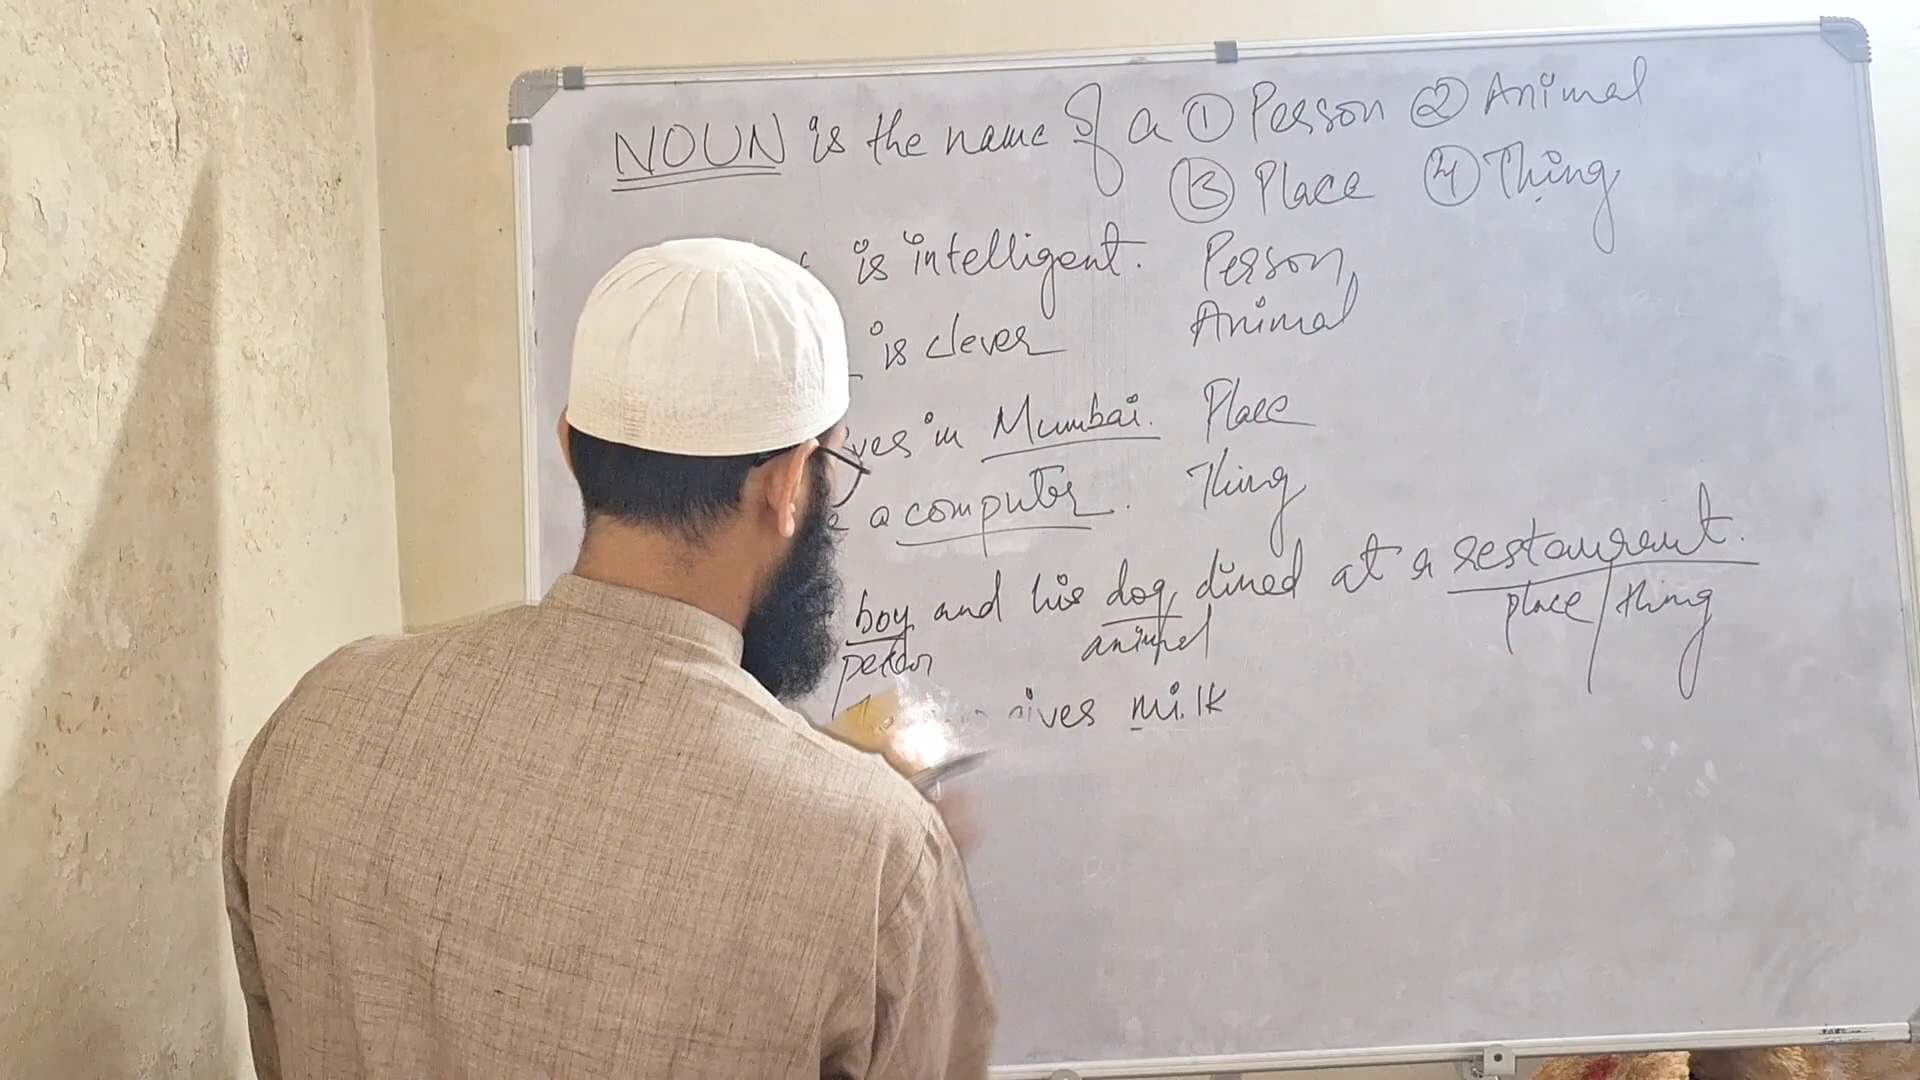 NOUN is the name of a ① Person ② Animal
③ Place ④ Thing
is intelligent. Person
is clever Animal
ves in Mumbai. Place
a computer. Thing
boy and his dog dined at a restaurent.
person animal place/thing
gives milk